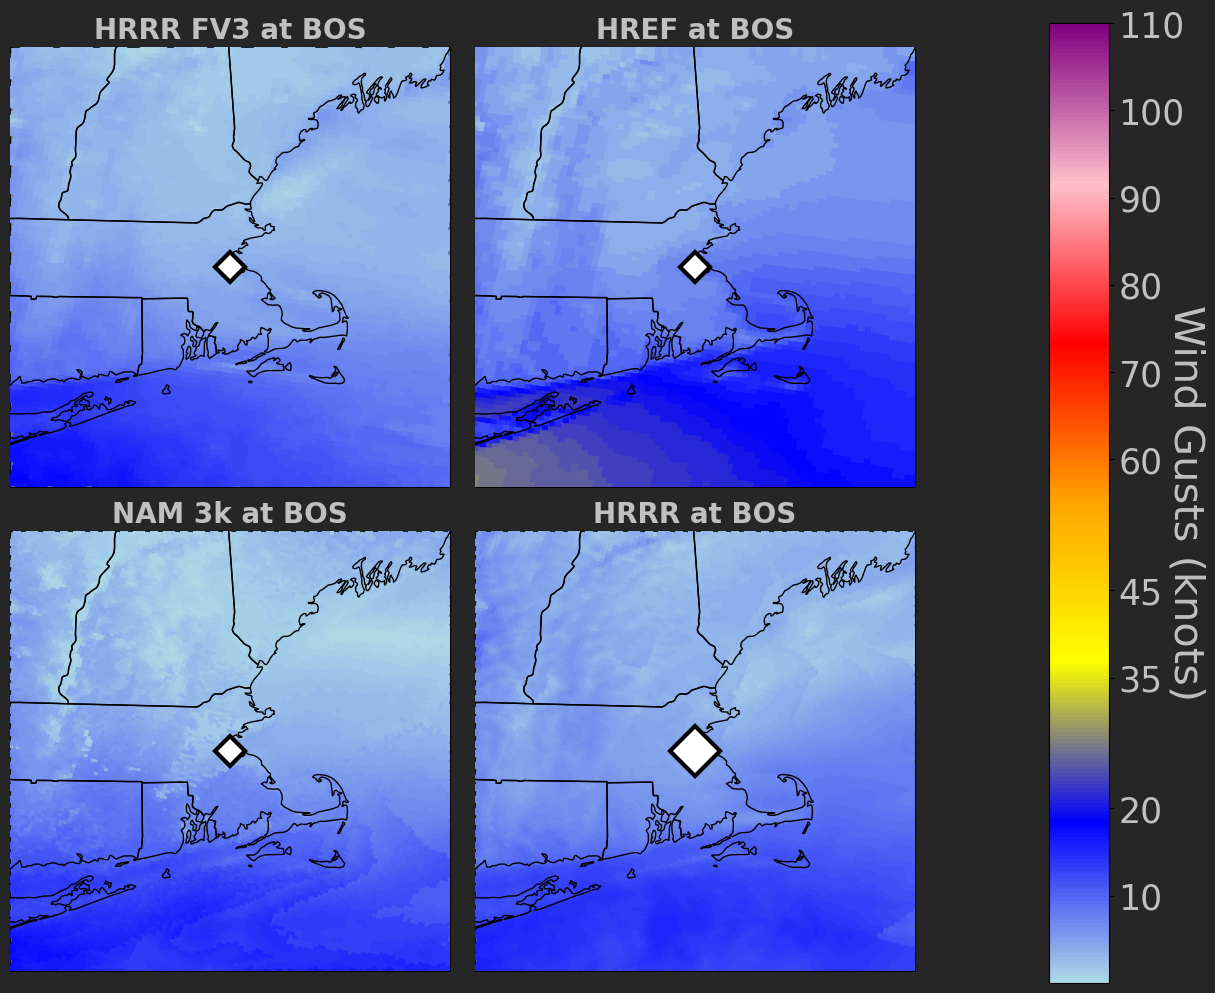 HRRR FV3 at BOS
HREF at BOS
NAM 3k at BOS
HRRR at BOS
110
100
90
80
70
60
45
35
20
10
Wind Gusts (knots)